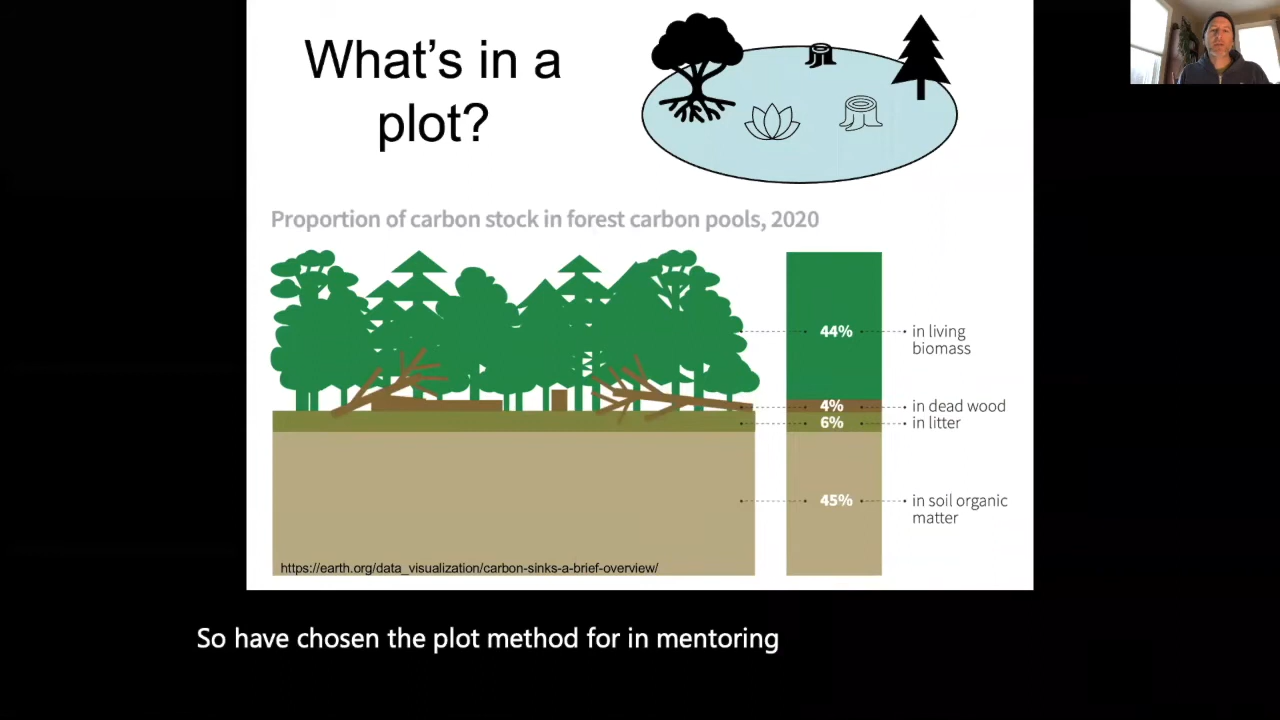 What's in a
plot?
Proportion of carbon stock in forest carbon pools, 2020
44%
in living
biomass
4%
in dead wood
6%
in litter
45%
in soil organic
matter
https://earth.org/data_visualization/carbon-sinks-a-brief-overview/
So have chosen the plot method for in mentoring